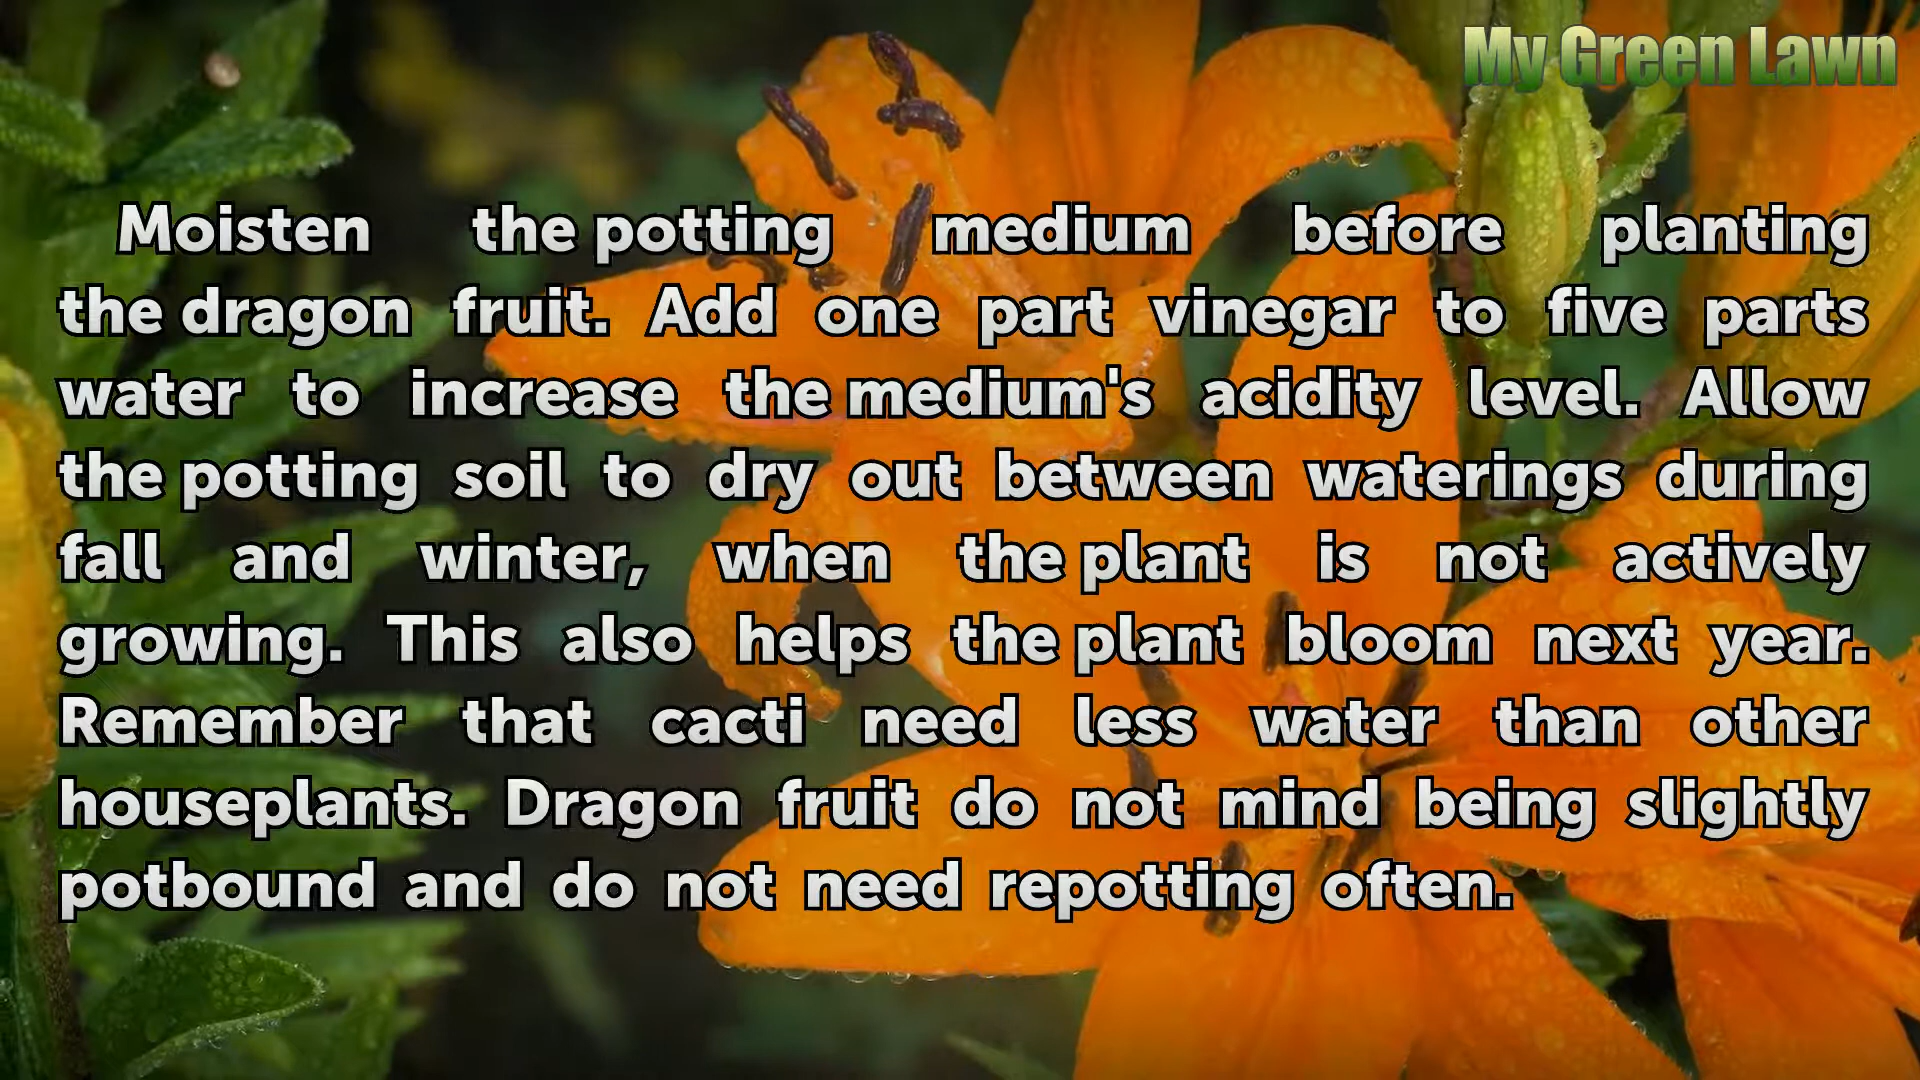 My Green Lawn
Moisten the potting medium before planting
the dragon fruit. Add one part vinegar to five parts
water to increase the medium's acidity level. Allow
the potting soil to dry out between waterings during
fall and winter, when the plant is not actively
growing. This also helps the plant bloom next year.
Remember that cacti need less water than other
houseplants. Dragon fruit do not mind being slightly
potbound and do not need repotting often.